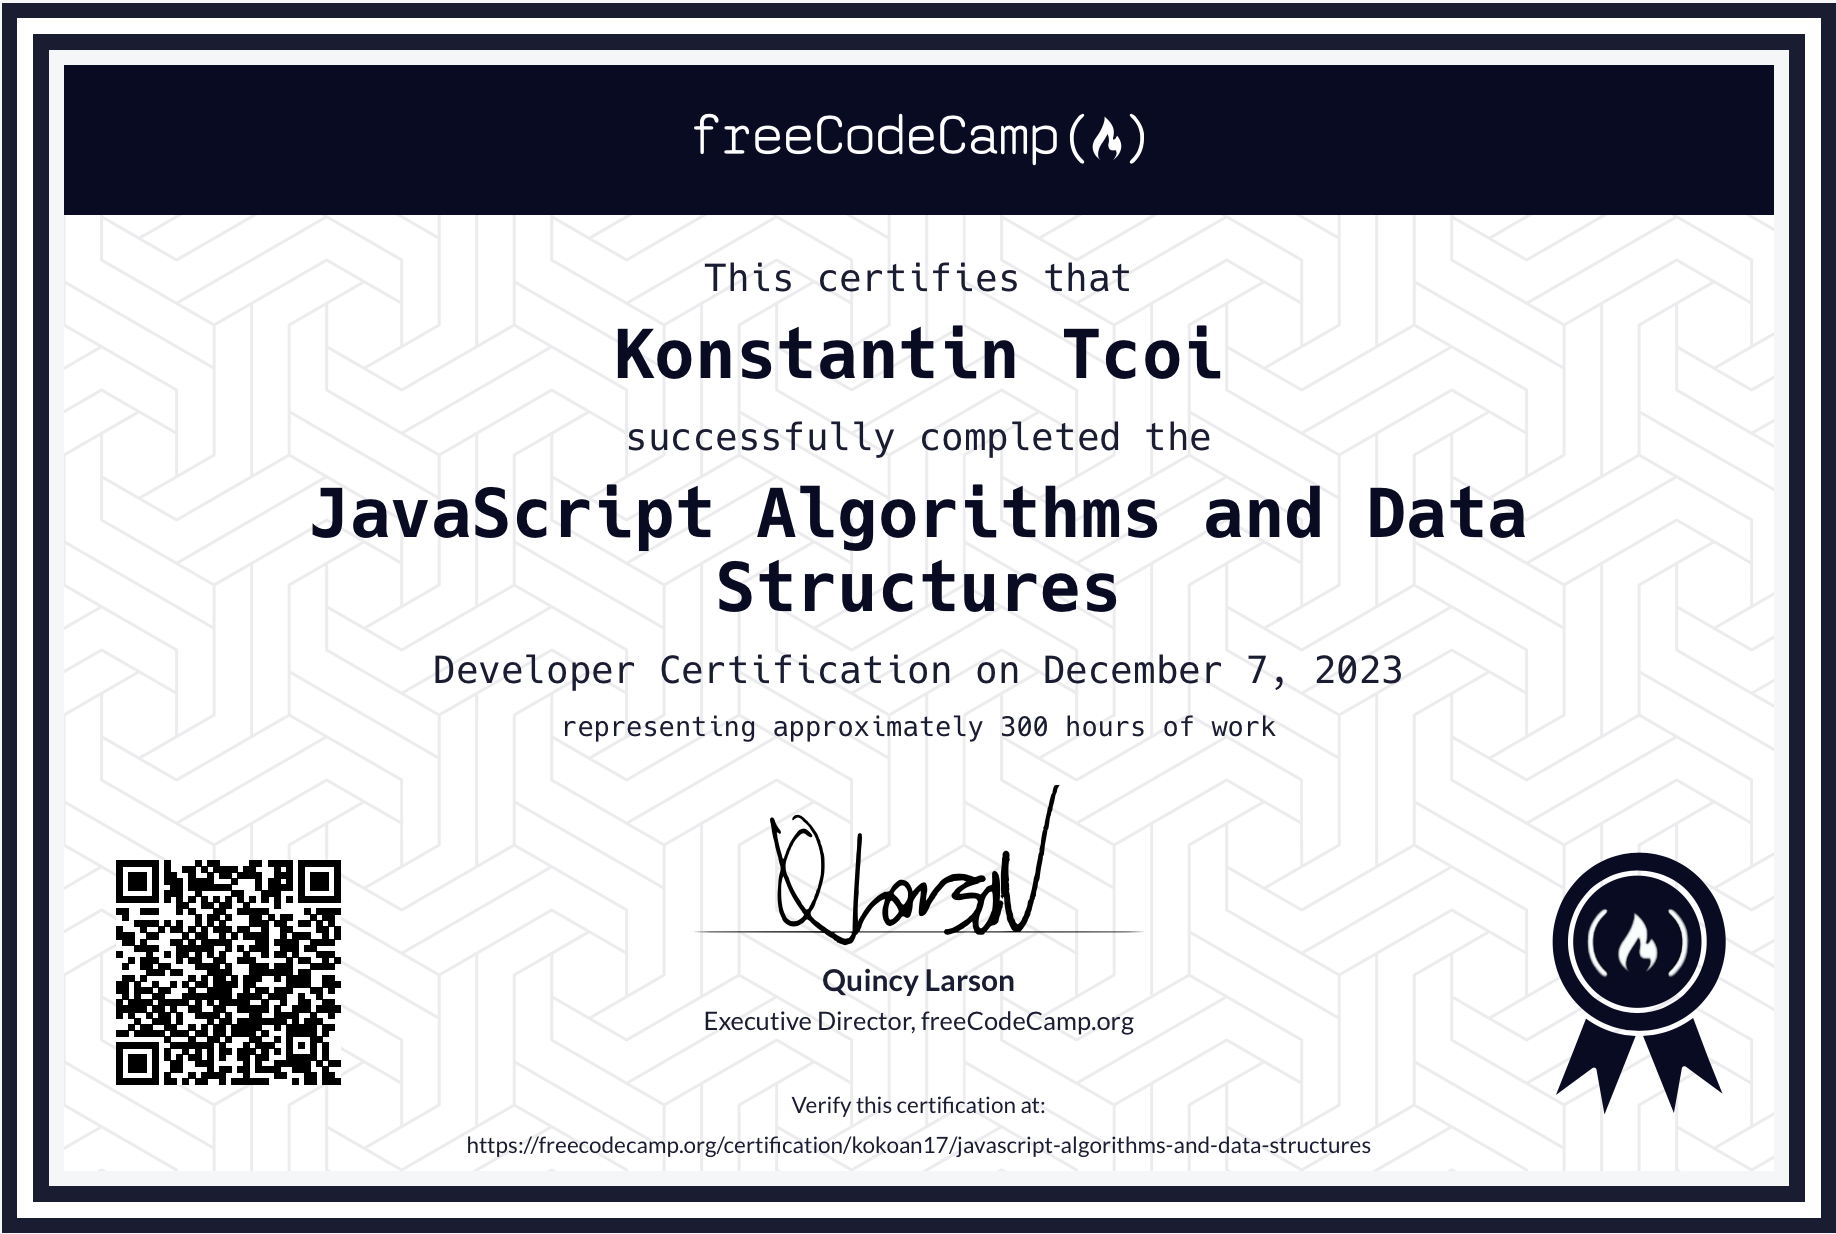 freeCodeCamp
This certifies that
Konstantin Tcoi
successfully completed the
JavaScript Algorithms and Data
Structures
Developer Certification on December 7, 2023
representing approximately 300 hours of work
Q Larson
Quincy Larson
Executive Director, freeCodeCamp.org
Verify this certification at:
https://freecodecamp.org/certification/kokoan17/javascript-algorithms-and-data-structures